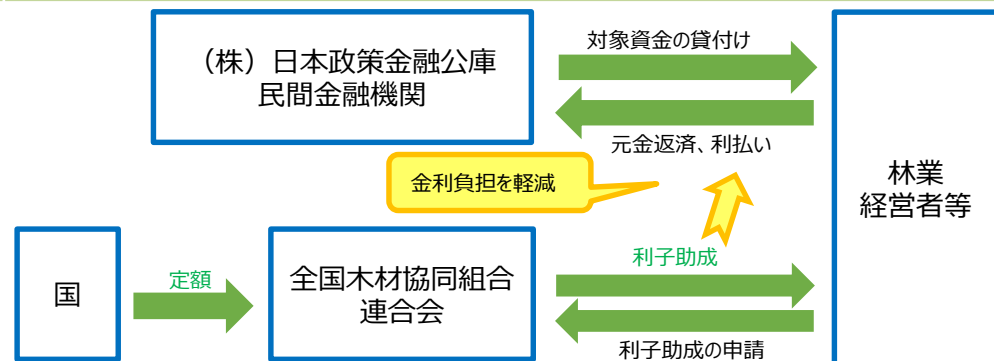 （株）日本政策金融公庫
民間金融機関
対象資金の貸付け
元金返済、利払い
金利負担を軽減
林業
経営者等
国
定額
全国木材協同組合
連合会
利子助成
利子助成の申請